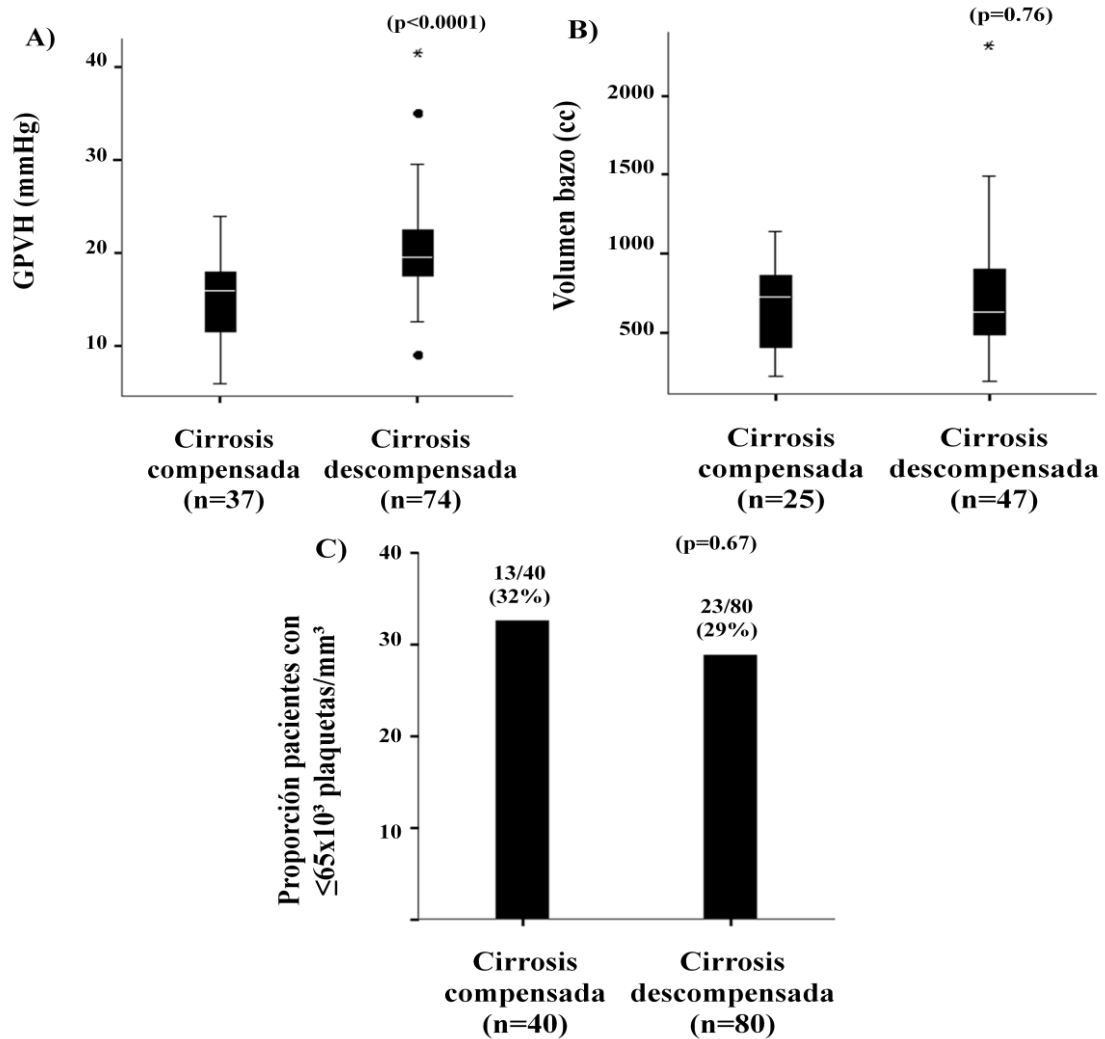 A)
(p<0.0001)
*
GPVH (mmHg)
40
30
20
10
Cirrosis
compensada
(n=37)
Cirrosis
descompensada
(n=74)
B)
(p=0.76)
*
Volumen bazo (cc)
2000
1500
1000
500
Cirrosis
compensada
(n=25)
Cirrosis
descompensada
(n=47)
C)
(p=0.67)
Proporción pacientes con
≤65x10³ plaquetas/mm³
40
30
20
10
13/40
(32%)
23/80
(29%)
Cirrosis
compensada
(n=40)
Cirrosis
descompensada
(n=80)